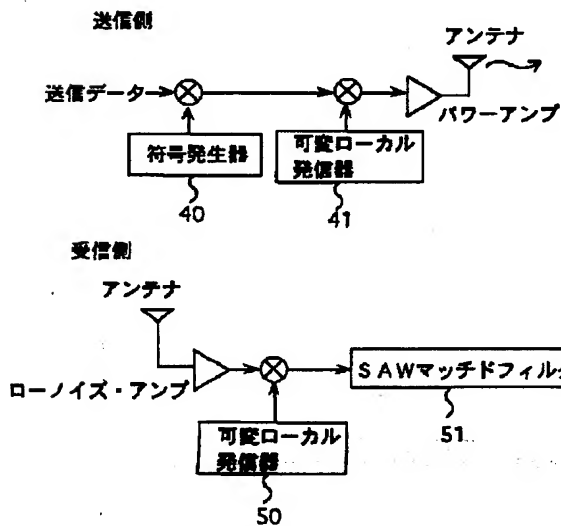 送信側
アンテナ
送信データ
パワーアンプ
符号発生器
可変ローカル
発信器
40
41
受信側
アンテナ
ローノイズ・アンプ
SAWマッチドフィルタ
可変ローカル
発信器
51
50